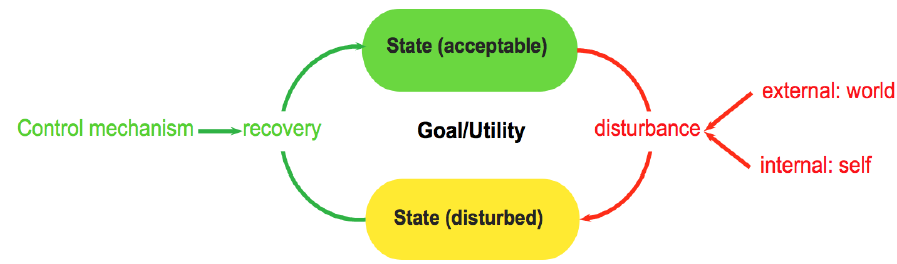 State (acceptable)
external: world
Control mechanism
recovery
Goal/Utility
disturbance
internal: self
State (disturbed)